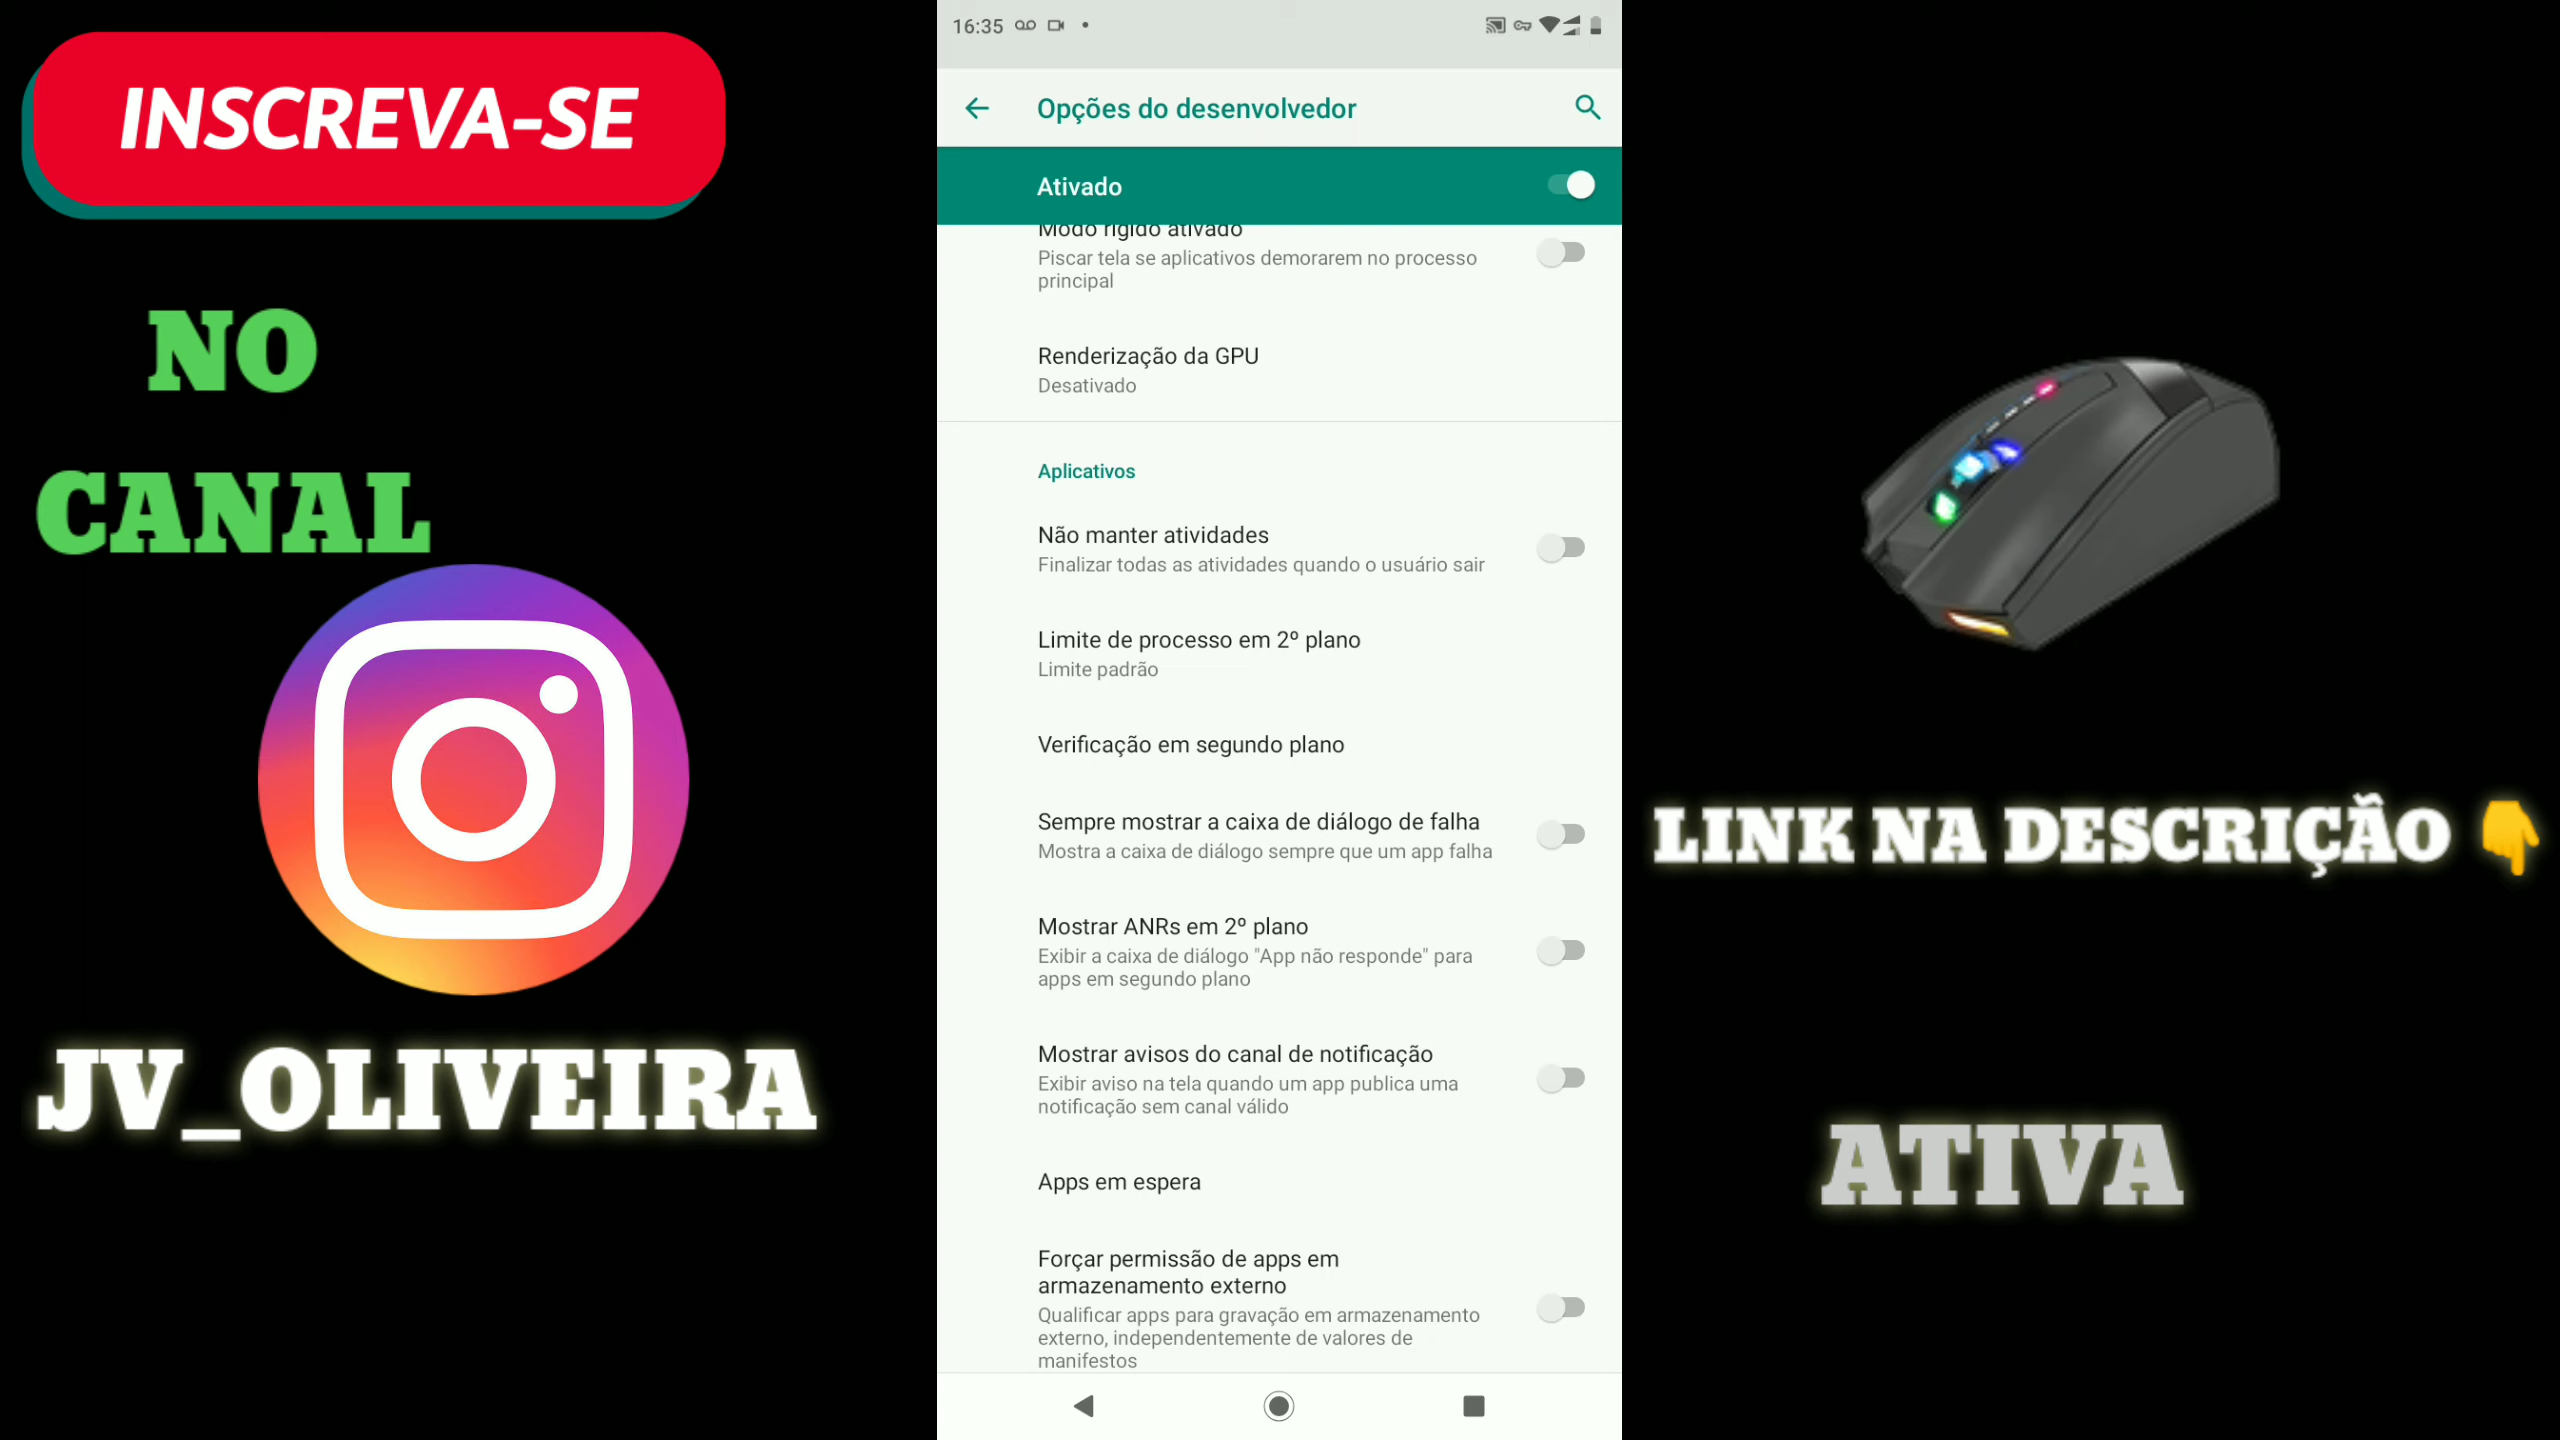 INSCREVA-SE
NO
CANAL
JV_OLIVEIRA
16:35
Opções do desenvolvedor
Ativado
Modo rígido ativado
Piscar tela se aplicativos demorarem no processo
principal
Renderização da GPU
Desativado
Aplicativos
Não manter atividades
Finalizar todas as atividades quando o usuário sair
Limite de processo em 2º plano
Limite padrão
Verificação em segundo plano
Sempre mostrar a caixa de diálogo de falha
Mostra a caixa de diálogo sempre que um app falha
Mostrar ANRs em 2º plano
Exibir a caixa de diálogo "App não responde" para
apps em segundo plano
Mostrar avisos do canal de notificação
Exibir aviso na tela quando um app publica uma
notificação sem canal válido
Apps em espera
Forçar permissão de apps em
armazenamento externo
Qualificar apps para gravação em armazenamento
externo, independentemente de valores de
manifestos
LINK NA DESCRIÇÃO 👇
ATIVA